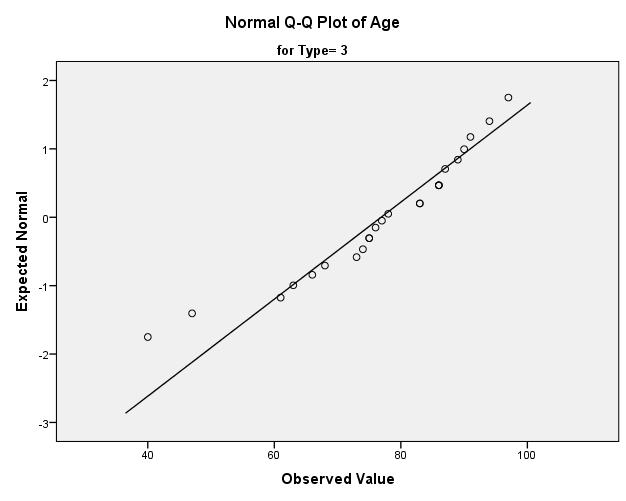 Normal Q-Q Plot of Age
for Type= 3
Expected Normal
2
1
0
-1
-2
-3
40 60 80 100
Observed Value